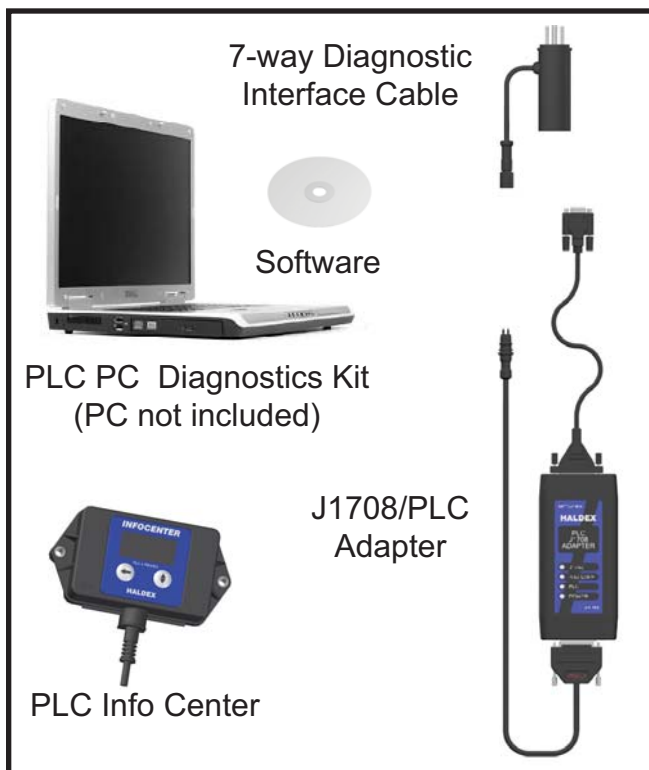 7-way Diagnostic
Interface Cable
Software
PLC PC Diagnostics Kit
(PC not included)
J1708/PLC
Adapter
HALDEX
PLC
J1708
ADAPTER
INFOCENTER
HALDEX
PLC Info Center